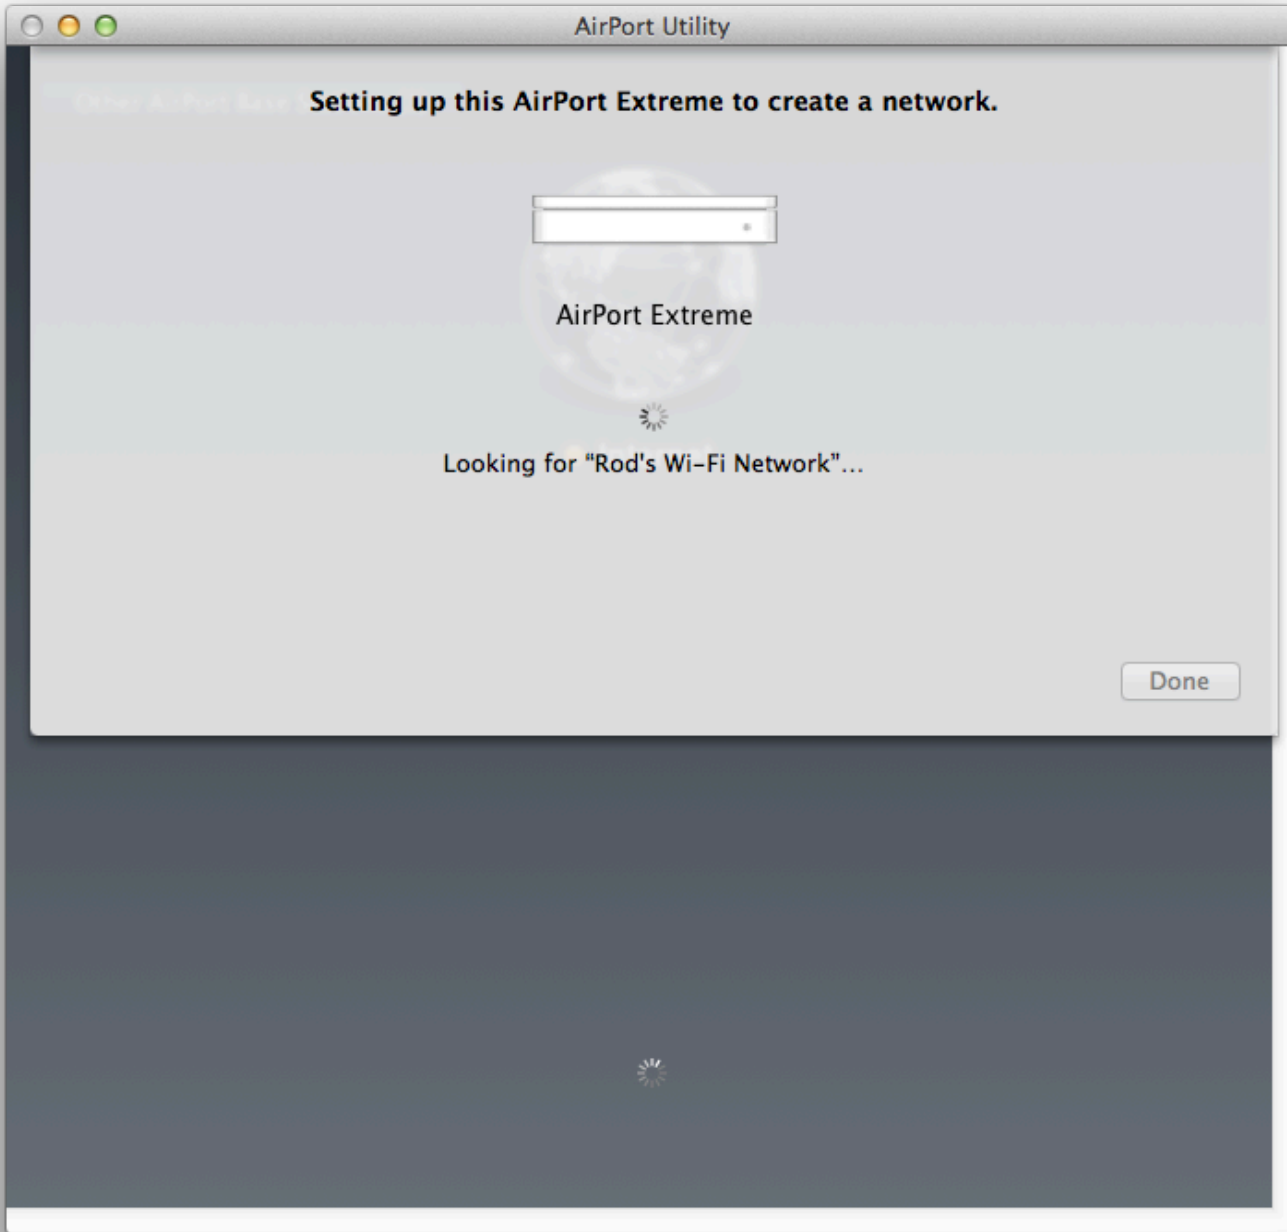 AirPort Utility
Setting up this AirPort Extreme to create a network.
AirPort Extreme
Looking for “Rod's Wi-Fi Network”...
Done